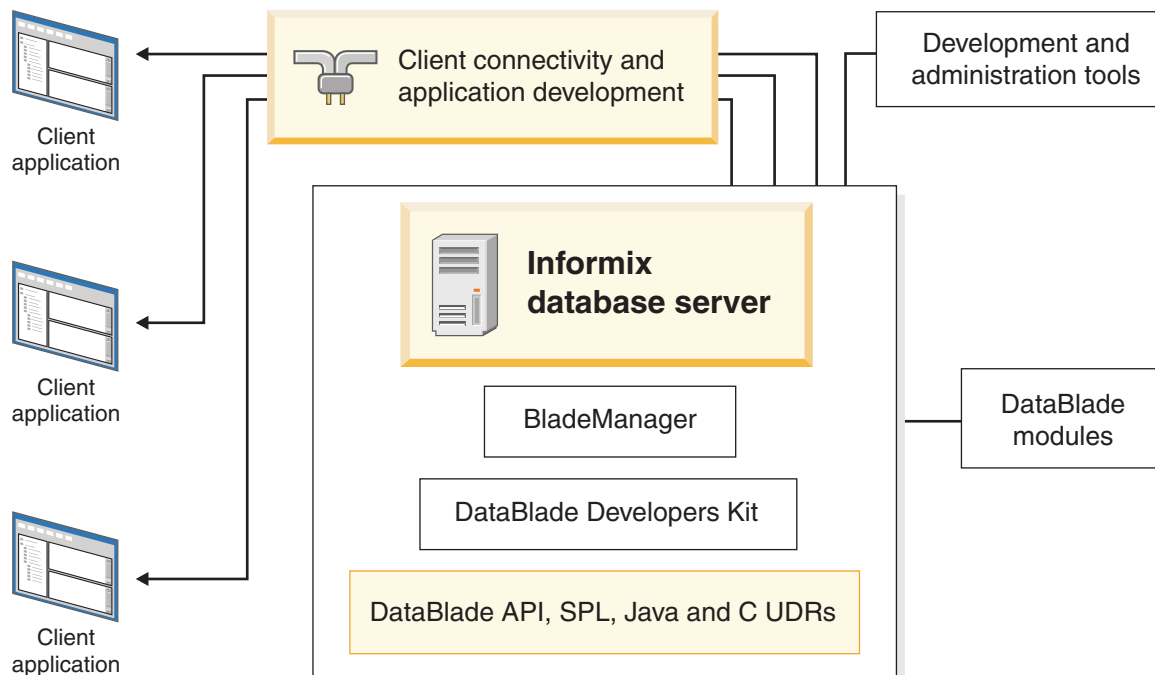 Client
application
Client connectivity and
application development
Development and
administration tools
Informix
database server
Client
application
BladeManager
DataBlade
modules
DataBlade Developers Kit
DataBlade API, SPL, Java and C UDRs
Client
application